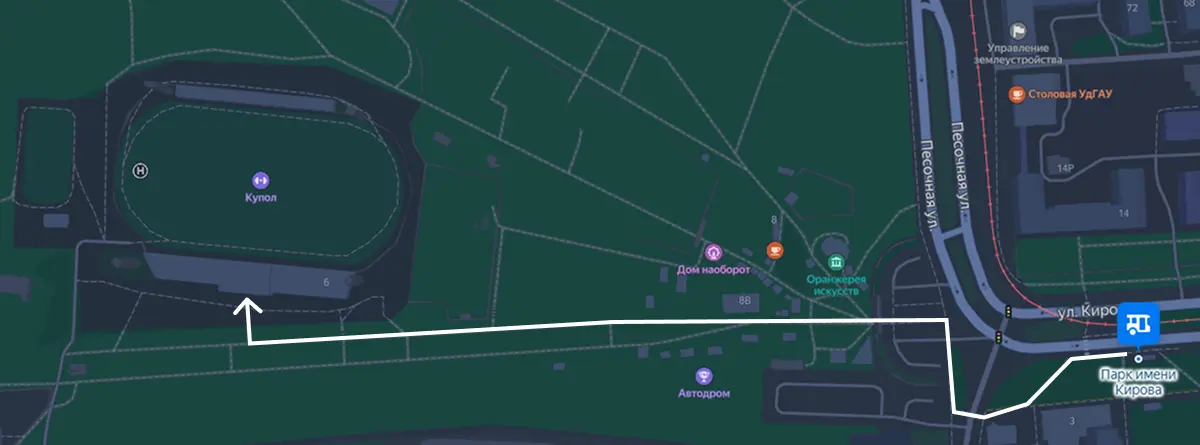 72
68
Управление
землеустройства
Столовая УдГАУ
Песочная ул.
Песочная ул.
14Р
14
H
Купол
6
8
Дом наоборот
Оранжерея
искусств
8В
ул. Киро
Парк имени
Кирова
Автодром
3